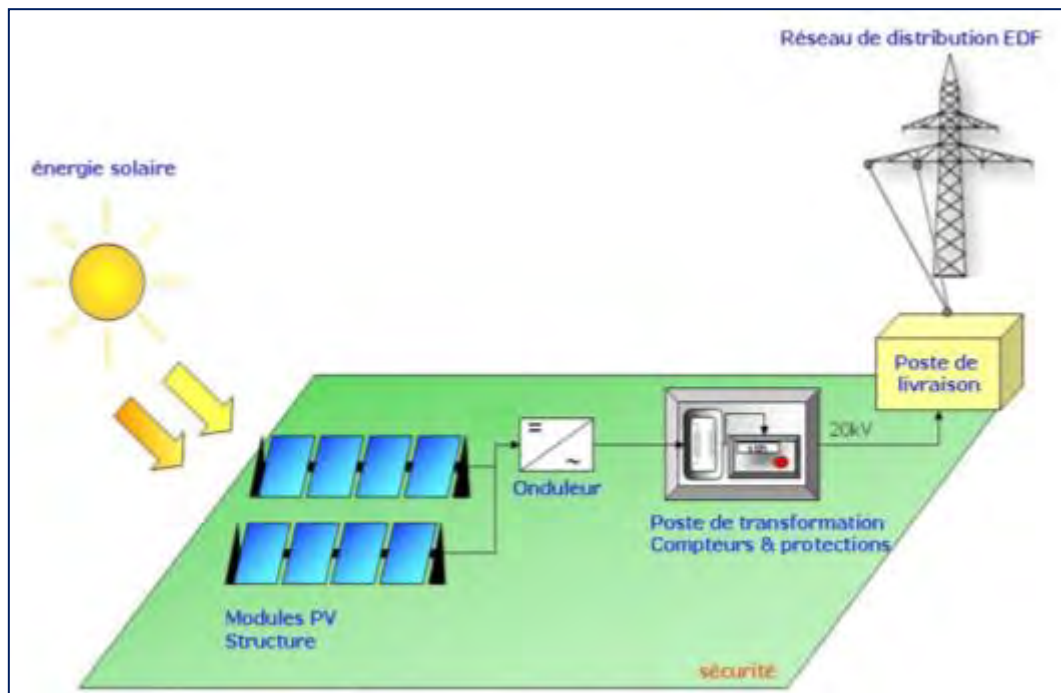 Réseau de distribution EDF
énergie solaire
Poste de
livraison
=
~
20kV
Onduleur
Poste de transformation
Compteurs & protections
Modules PV
Structure
sécurité